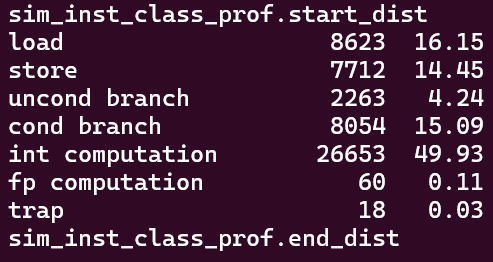 sim_inst_class_prof.start_dist
load 8623 16.15
store 7712 14.45
uncond branch 2263 4.24
cond branch 8054 15.09
int computation 26653 49.93
fp computation 60 0.11
trap 18 0.03
sim_inst_class_prof.end_dist